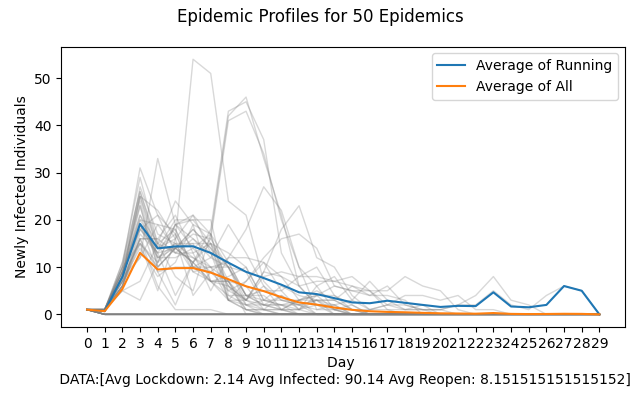 Epidemic Profiles for 50 Epidemics
Average of Running
Average of All
Newly Infected Individuals
50
40
30
20
10
0
0 1 2 3 4 5 6 7 8 9 10 11 12 13 14 15 16 17 18 19 20 21 22 23 24 25 26 27 28 29
Day
DATA:[Avg Lockdown: 2.14 Avg Infected: 90.14 Avg Reopen: 8.151515151515152]